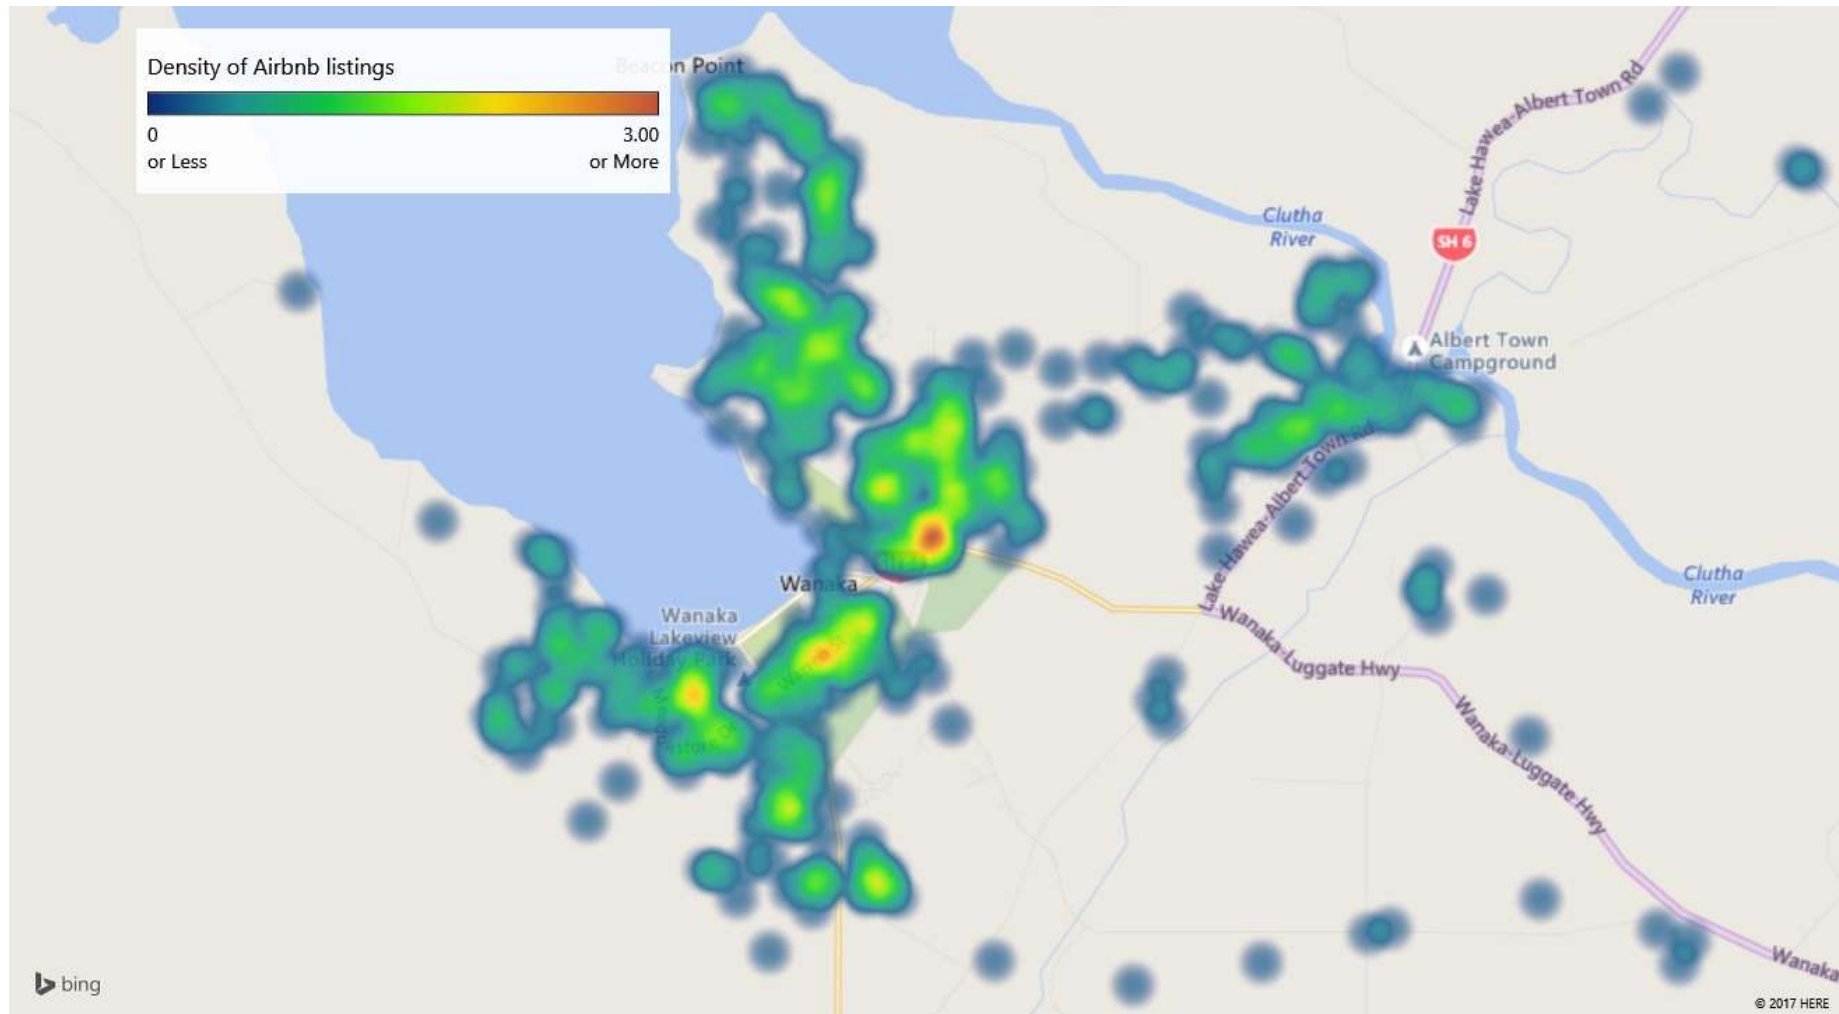 Density of Airbnb listings
0
3.00
or Less
or More
Beacon Point
Lake Hawea-Albert Town Rd
Clutha
River
SH 6
Albert Town
Campground
Lake Hawea-Albert Town Rd
Wanaka
Wanaka
Lakeview
Holiday Park
Clutha
River
Wanaka-Luggate Hwy
Wanaka-Luggate Hwy
Wanaka
bing
© 2017 HERE